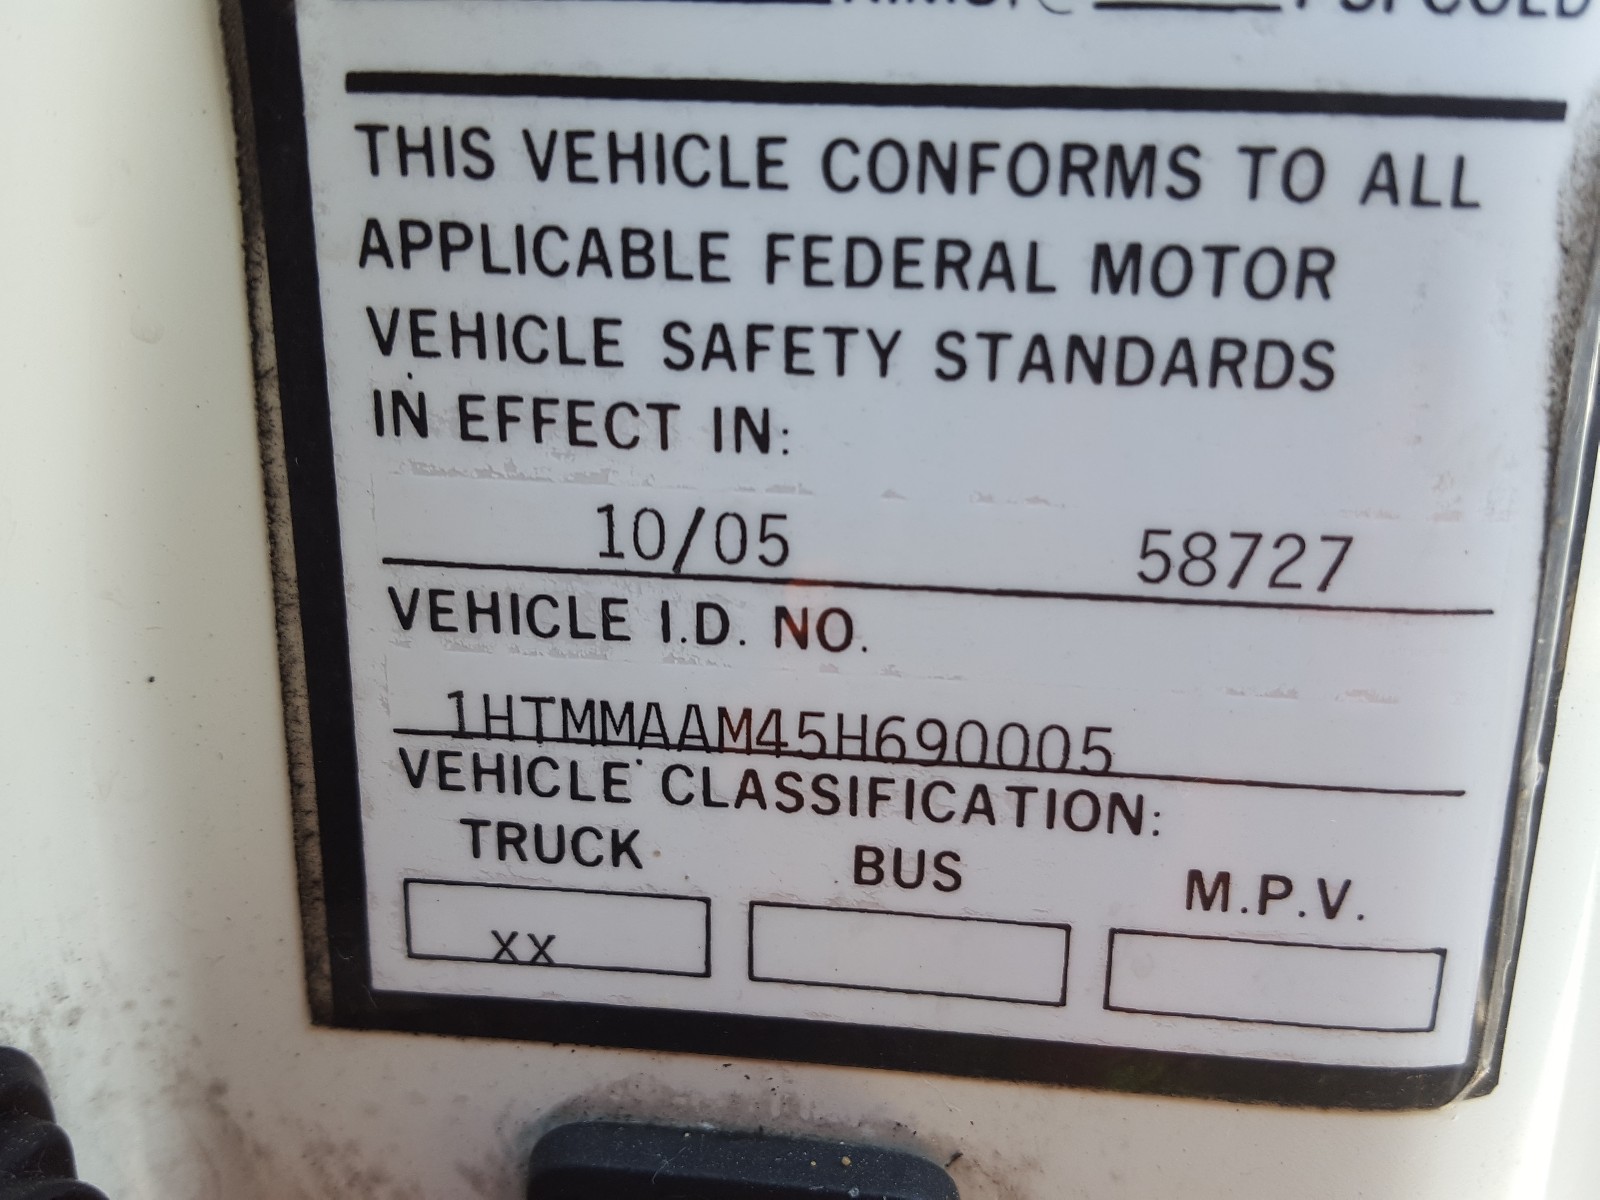 THIS VEHICLE CONFORMS TO ALL
APPLICABLE FEDERAL MOTOR
VEHICLE SAFETY STANDARDS
IN EFFECT IN:
10/05 58727
VEHICLE I.D. NO.
1HTMMAAM45H690005
VEHICLE CLASSIFICATION:
TRUCK BUS M.P.V.
XX